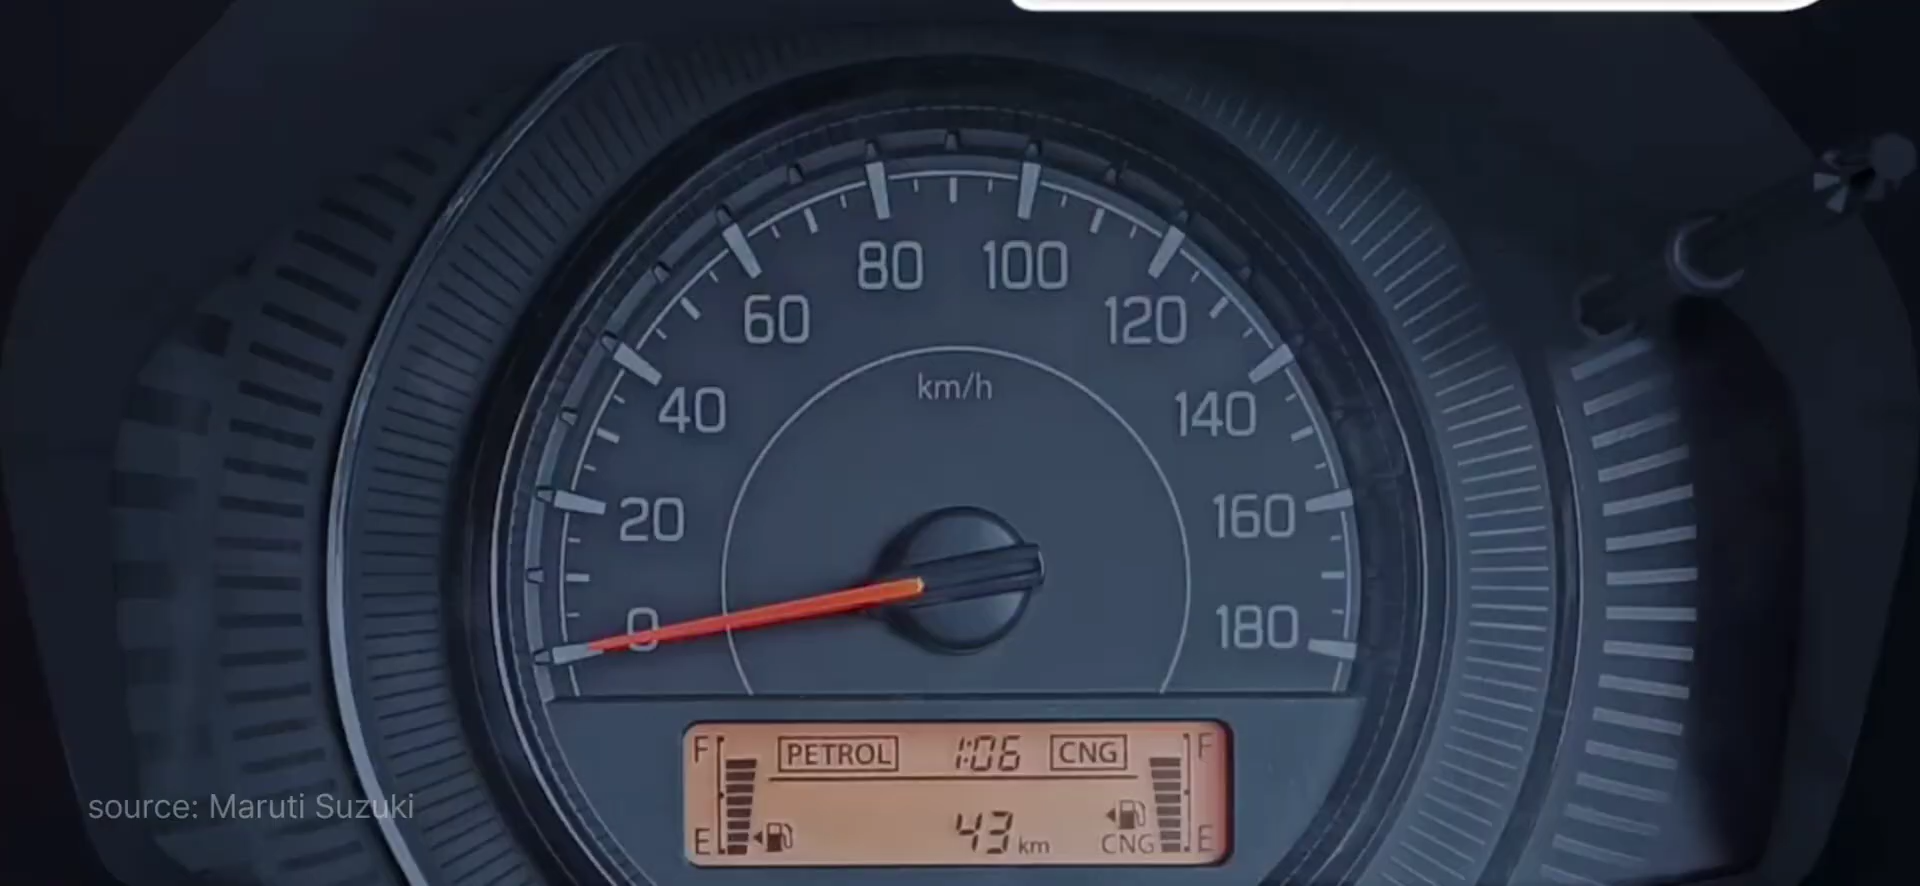 80 100
60 120
km/h
40 140
20 160
0 180
F PETROL 1:06 CNG F
E 43 km CNG E
source: Maruti Suzuki